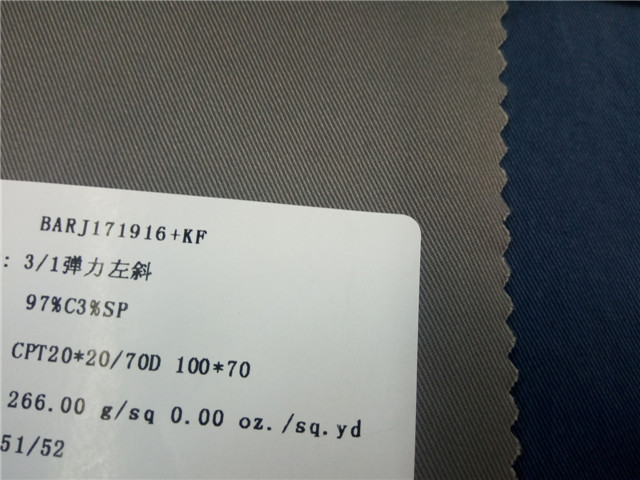 BARJ171916+KF
: 3/1弹力左斜
97%C3%SP
CPT20*20/70D 100*70
266.00 g/sq 0.00 oz./sq.yd
51/52